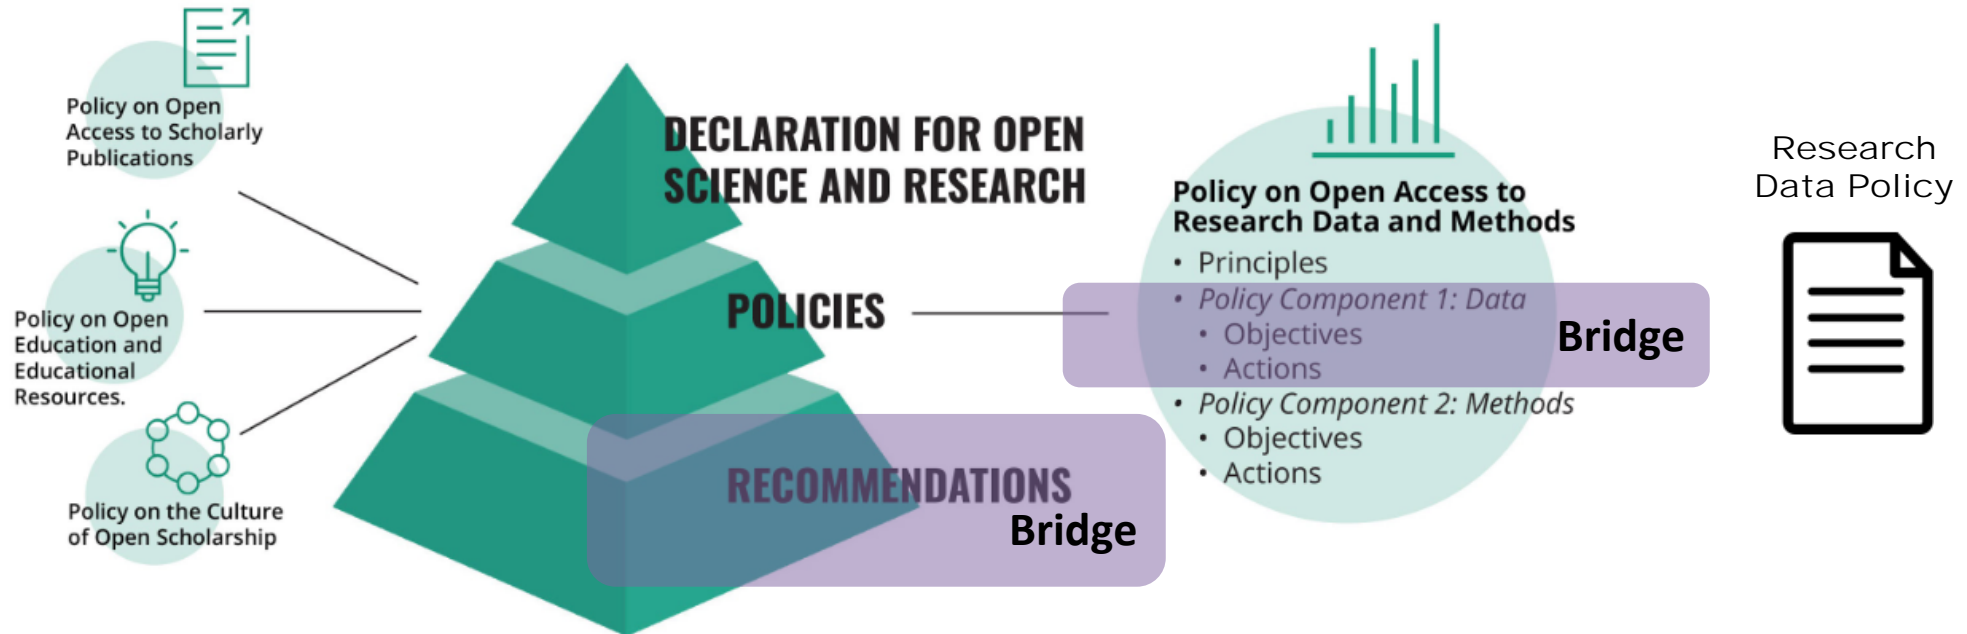 Policy on Open
Access to Scholarly
Publications
Policy on Open
Education and
Educational
Resources.
Policy on the Culture
of Open Scholarship
DECLARATION FOR OPEN
SCIENCE AND RESEARCH
POLICIES
RECOMMENDATIONS
Bridge
Policy on Open Access to
Research Data and Methods
• Principles
• Policy Component 1: Data
• Objectives
• Actions
Bridge
• Policy Component 2: Methods
• Objectives
• Actions
Research
Data Policy